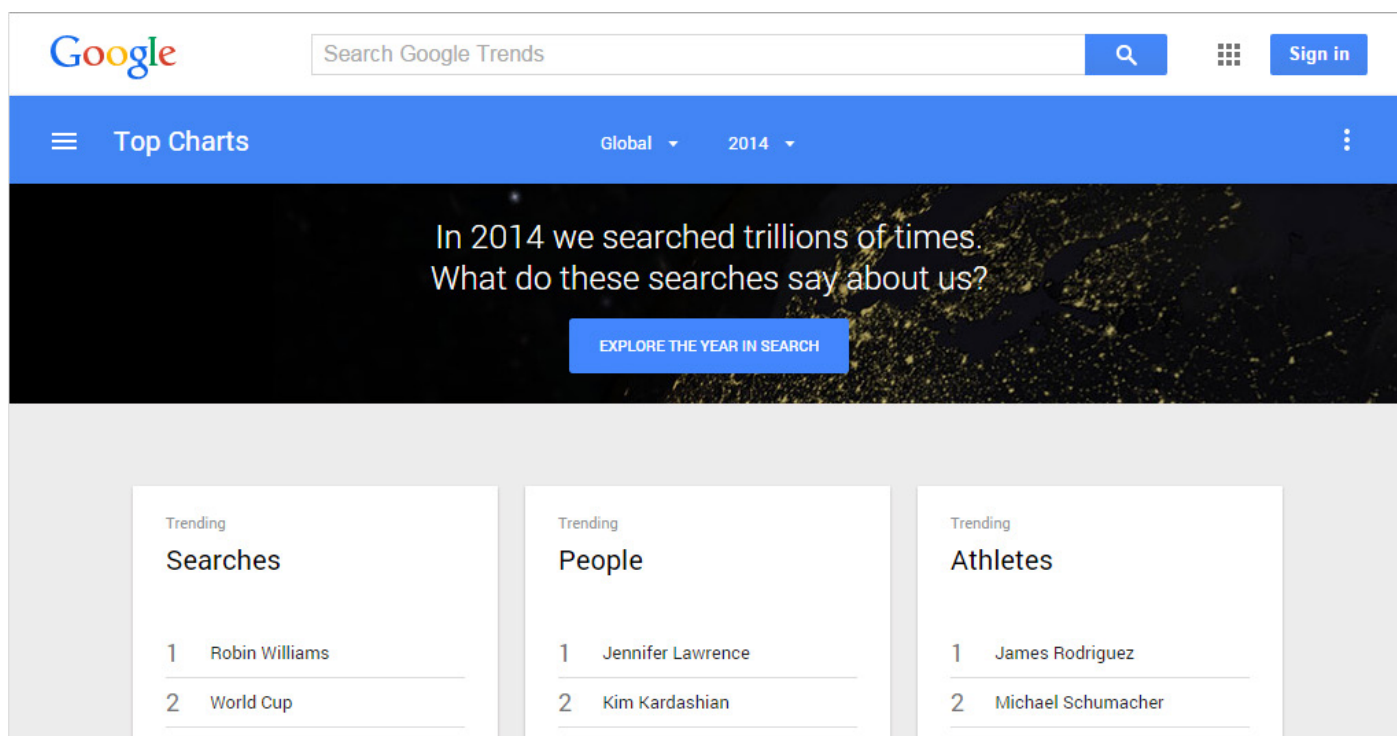 Google
Search Google Trends
Sign in
Top Charts
Global
2014
In 2014 we searched trillions of times.
What do these searches say about us?
EXPLORE THE YEAR IN SEARCH
Trending
Searches
1 Robin Williams
2 World Cup
Trending
People
1 Jennifer Lawrence
2 Kim Kardashian
Trending
Athletes
1 James Rodriguez
2 Michael Schumacher